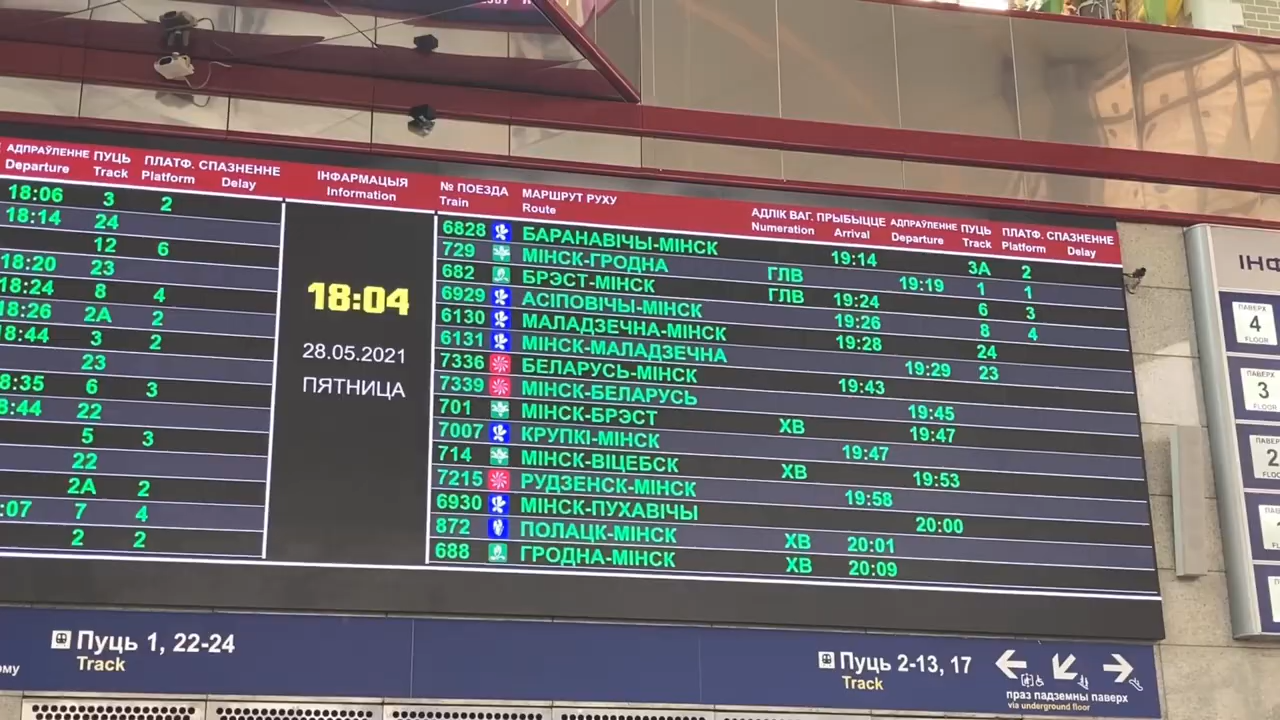 АДПРАЎЛЕННЕ ПУЦЬ ПЛАТФ. СПАЗНЕННЕ
Departure Track Platform Delay
18:06 3 2
18:14 24
12 6
18:20 23
18:24 8 4
18:26 2А 2
18:44 3 2
23
8:35 6 3
8:44 22
5 3
22
2А 2
:07 7 4
2 2
ІНФАРМАЦЫЯ
Information
18:04
28.05.2021
ПЯТНІЦА
№ ПОЕЗДА МАРШРУТ РУХУ АДЛІК ВАГ. ПРЫБЫЦЦЕ АДПРАЎЛЕННЕ ПУЦЬ ПЛАТФ. СПАЗНЕННЕ
Train Route Numeration Arrival Departure Track Platform Delay
6828 БАРАНАВІЧЫ-МІНСК 19:14 3А 2
729 МІНСК-ГРОДНА ГЛВ 19:19 1 1
682 БРЭСТ-МІНСК ГЛВ 19:24 6 3
6929 АСІПОВІЧЫ-МІНСК 19:26 8 4
6130 МАЛАДЗЕЧНА-МІНСК 19:28 24
6131 МІНСК-МАЛАДЗЕЧНА 19:29 23
7336 БЕЛАРУСЬ-МІНСК 19:43
7339 МІНСК-БЕЛАРУСЬ 19:45
701 МІНСК-БРЭСТ ХВ 19:47
7007 КРУПКІ-МІНСК 19:47
714 МІНСК-ВІЦЕБСК ХВ 19:53
7215 РУДЗЕНСК-МІНСК 19:58
6930 МІНСК-ПУХАВІЧЫ 20:00
872 ПОЛАЦК-МІНСК ХВ 20:01
688 ГРОДНА-МІНСК ХВ 20:09
ІНФ
ПАВЕРХ
4
FLOOR
ПАВЕРХ
3
FLOOR
2
Пуць 1, 22-24
Track
Пуць 2-13, 17
Track
праз падземны паверх
via underground floor